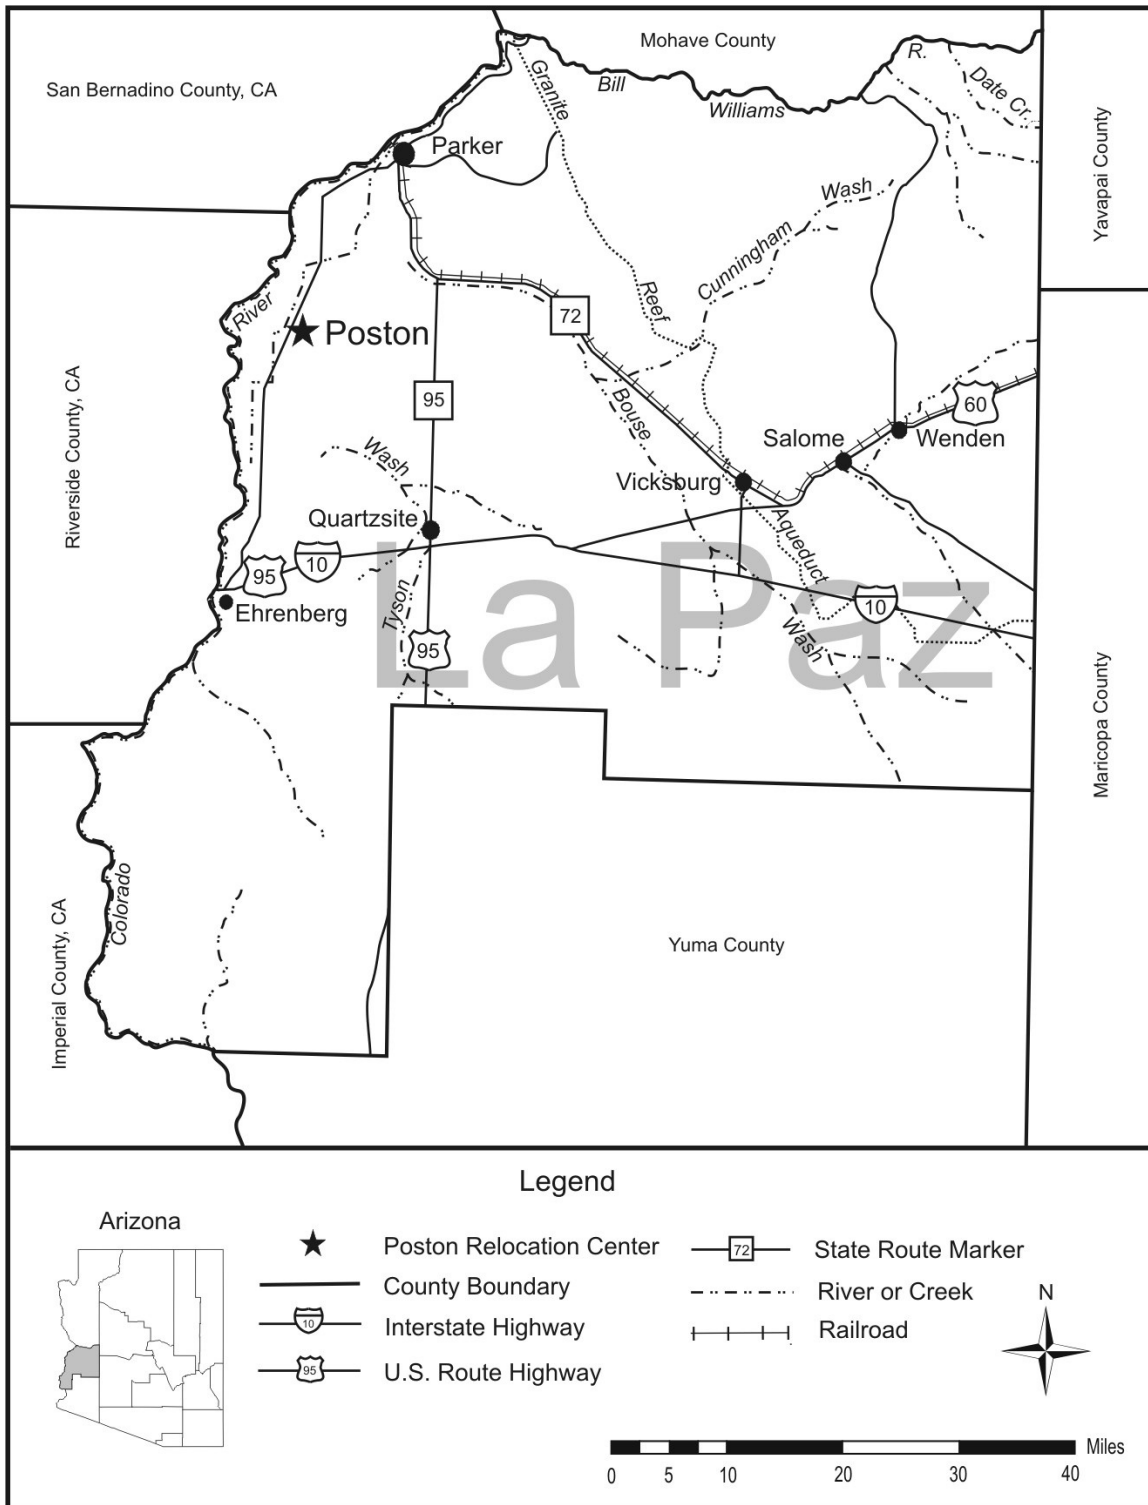 Mohave County
San Bernadino County, CA
R.
Date Cr.
Granite
Bill
Williams
Yavapai County
Parker
Wash
Cunningham
River
Reef
Poston
72
95
Bouse
60
Riverside County, CA
Salome
Wenden
Wash
Vicksburg
Quartzsite
Aqueduct
La Paz
10
95
10
Ehrenberg
Tyson
95
Wash
Maricopa County
Colorado
Imperial County, CA
Yuma County
Legend
Arizona
Poston Relocation Center
County Boundary
10
Interstate Highway
95
U.S. Route Highway
72
State Route Marker
River or Creek
Railroad
N
Miles
0 5 10 20 30 40